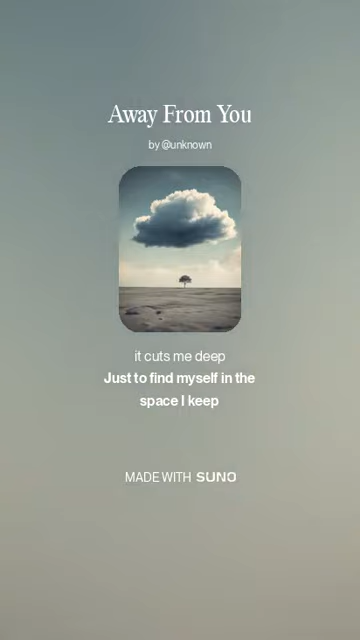 Away From You
by @unknown
it cuts me deep
Just to find myself in the
space I keep
MADE WITH SUNO